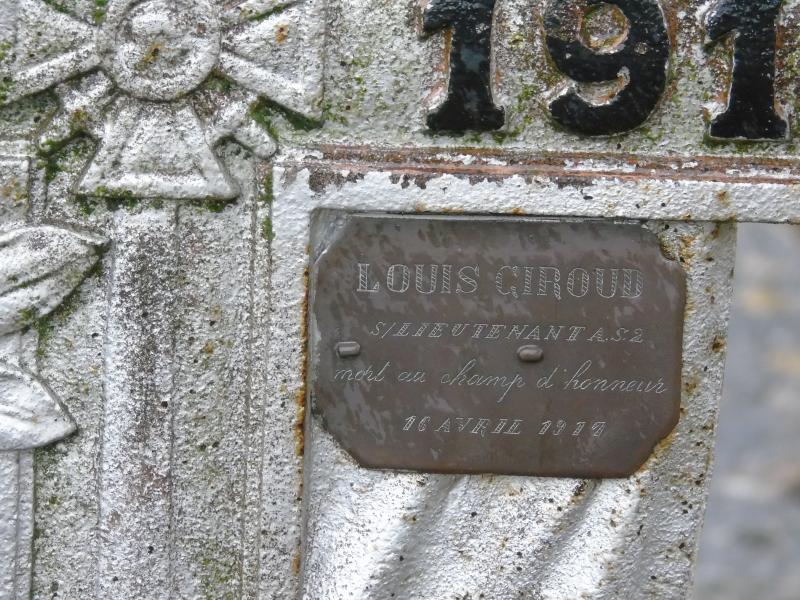 191
LOUIS GIROUD
S/LIEUTENANT A.S.2
mort au champ d'honneur
16 AVRIL 1917